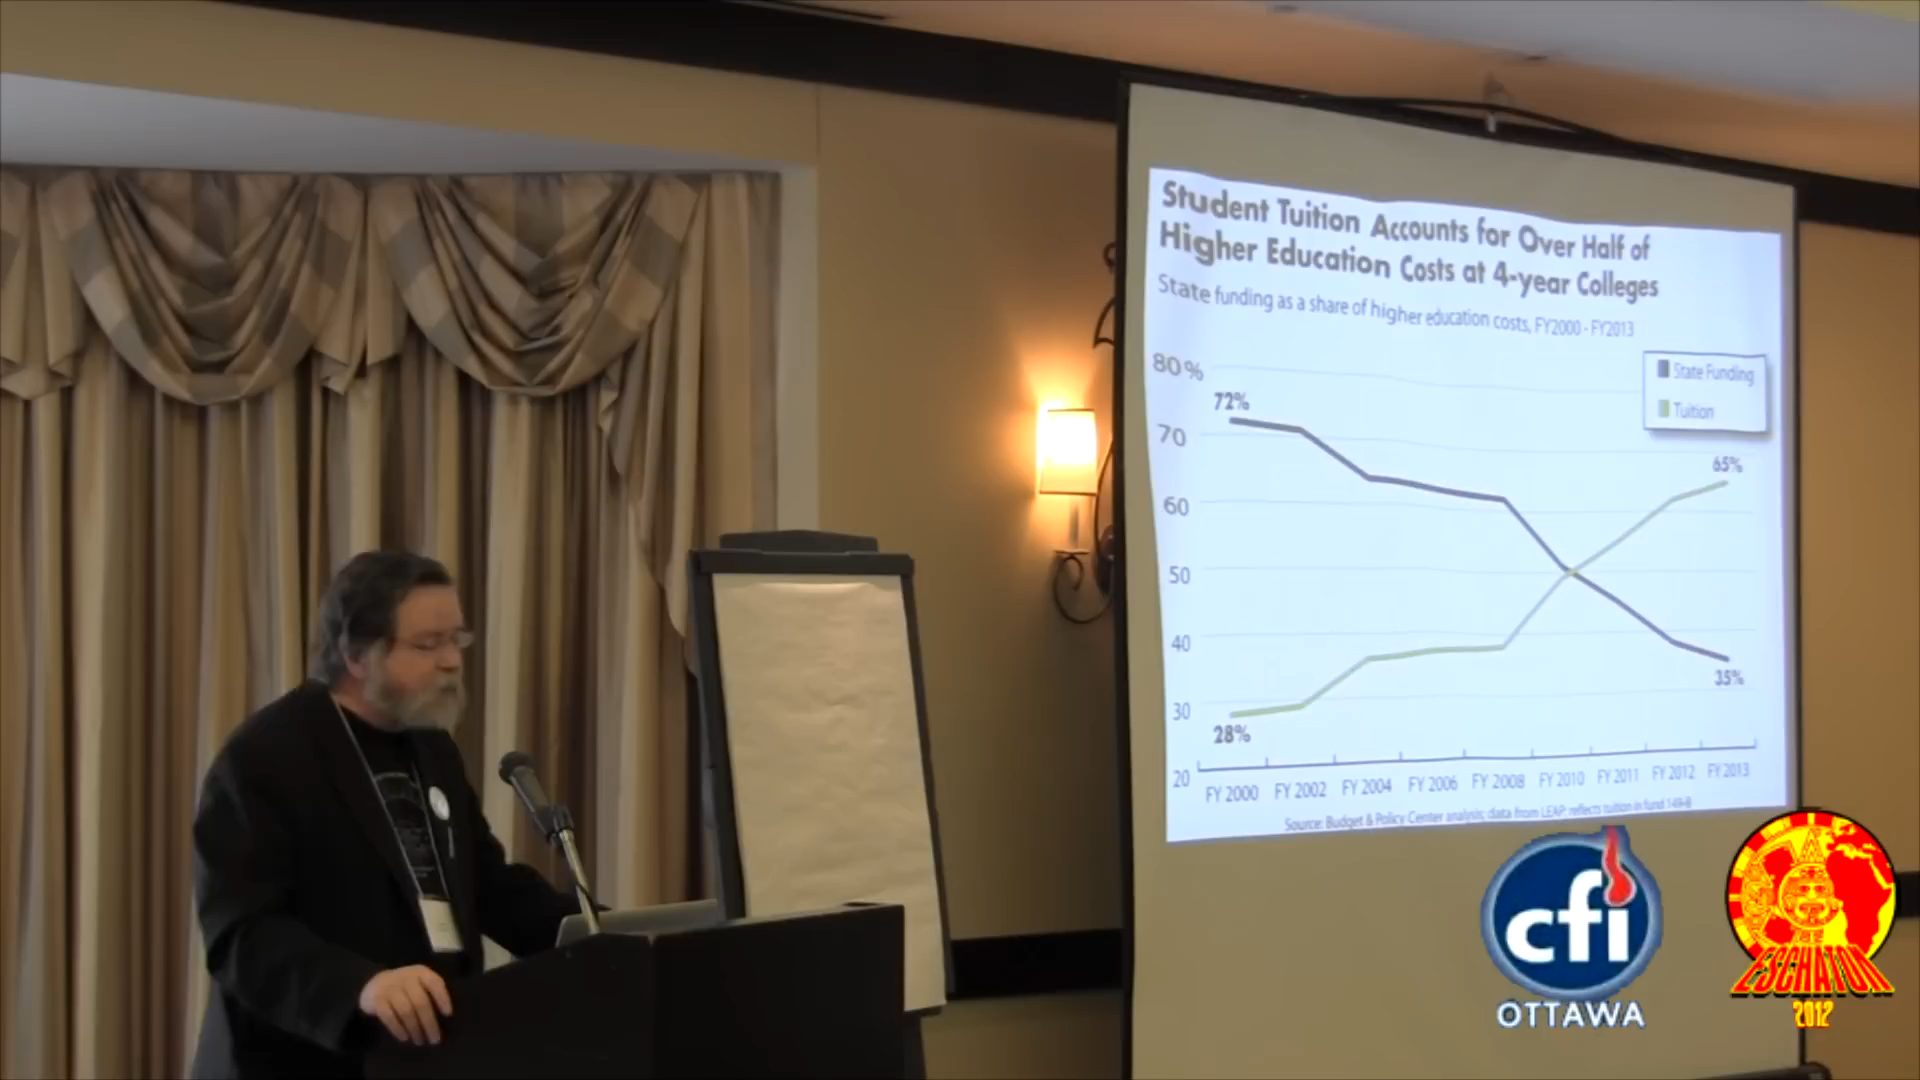 Student Tuition Accounts for Over Half of
Higher Education Costs at 4-year Colleges
State funding as a share of higher education costs, FY2000 - FY2013
State Funding
Tuition
80%
70
60
50
40
30
20
72%
65%
28%
35%
FY 2000 FY 2002 FY 2004 FY 2006 FY 2008 FY 2010 FY 2011 FY 2012 FY 2013
Source: Budget & Policy Center analysis; data from LEAP: reflects tuition in fund 149-B
cfi
OTTAWA
ESCHATON
2012